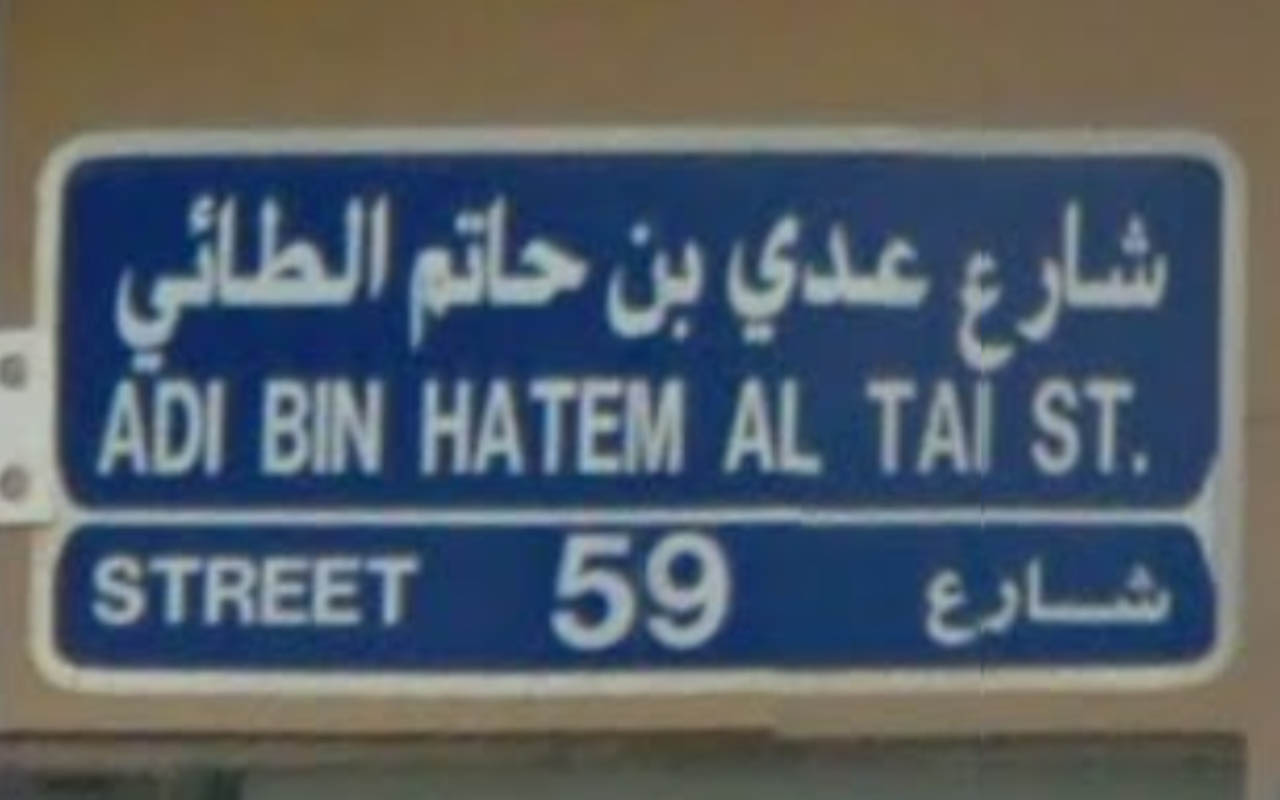 شارع عدي بن حاتم الطائي
ADI BIN HATEM AL TAI ST.
STREET 59 شارع